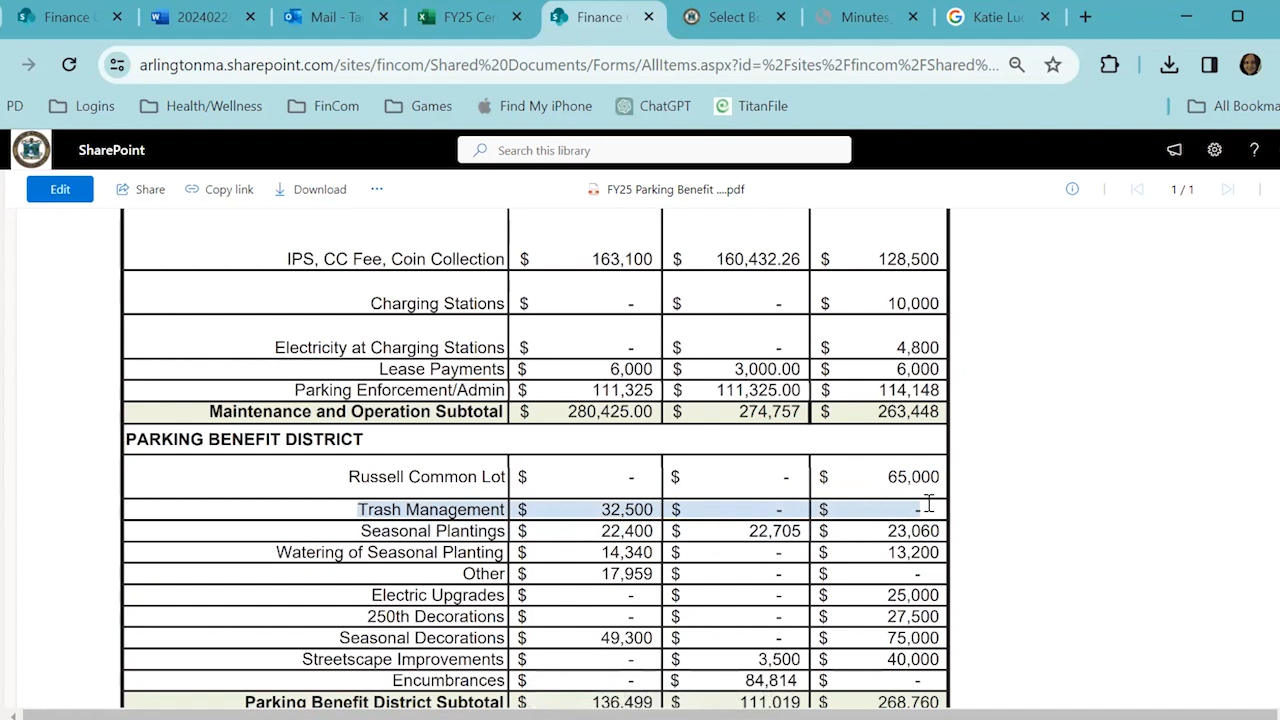 Finance
2024022
Mail - Ta
FY25 Cer
Finance
Select B
Minutes
Katie Lu
arlingtonma.sharepoint.com/sites/fincom/Shared%20Documents/Forms/AllItems.aspx?id=%2Fsites%2Ffincom%2FShared%...
PD Logins Health/Wellness FinCom Games Find My iPhone ChatGPT TitanFile All Bookma
SharePoint Search this library ?
Edit Share Copy link Download ... FY25 Parking Benefit ....pdf 1 / 1
IPS, CC Fee, Coin Collection $ 163,100 $ 160,432.26 $ 128,500
Charging Stations $ - $ - $ 10,000
Electricity at Charging Stations $ - $ - $ 4,800
Lease Payments $ 6,000 $ 3,000.00 $ 6,000
Parking Enforcement/Admin $ 111,325 $ 111,325.00 $ 114,148
Maintenance and Operation Subtotal $ 280,425.00 $ 274,757 $ 263,448
PARKING BENEFIT DISTRICT
Russell Common Lot $ - $ - $ 65,000
Trash Management $ 32,500 $ - $ -
Seasonal Plantings $ 22,400 $ 22,705 $ 23,060
Watering of Seasonal Planting $ 14,340 $ - $ 13,200
Other $ 17,959 $ - $ -
Electric Upgrades $ - $ - $ 25,000
250th Decorations $ - $ - $ 27,500
Seasonal Decorations $ 49,300 $ - $ 75,000
Streetscape Improvements $ - $ 3,500 $ 40,000
Encumbrances $ - $ 84,814 $ -
Parking Benefit District Subtotal $ 136,499 $ 111,019 $ 268,760